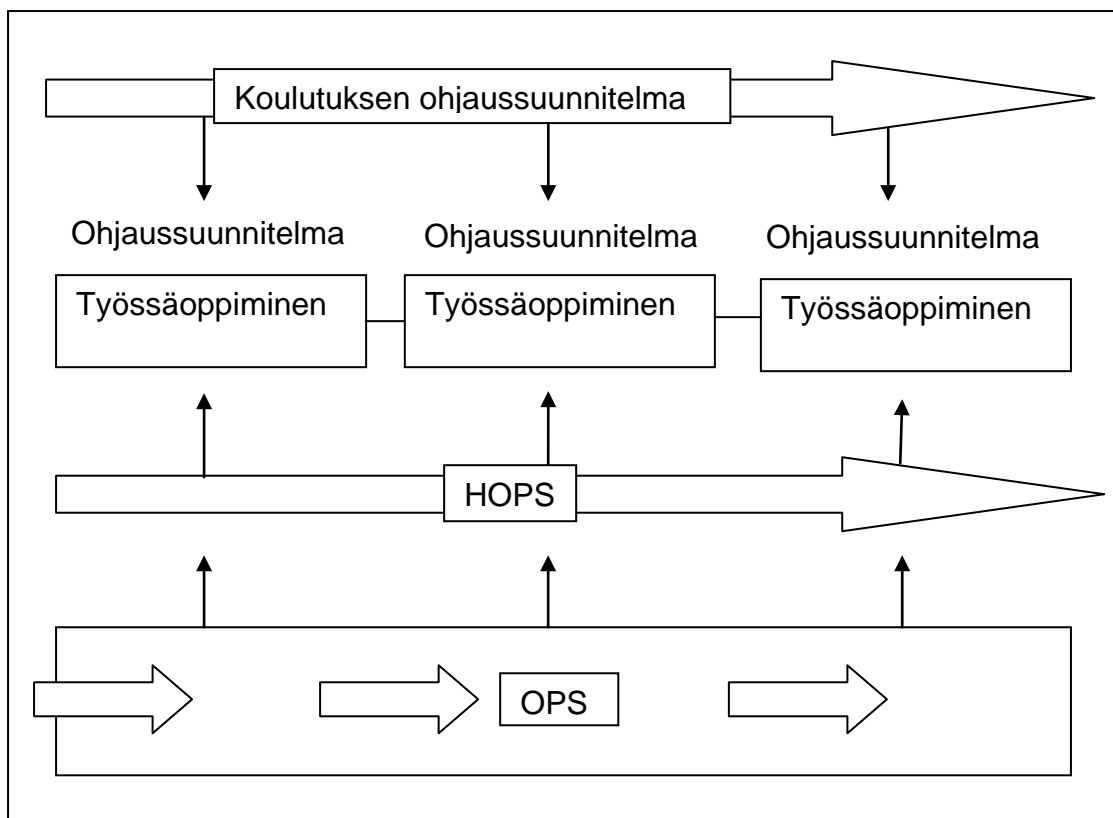 Koulutuksen ohjaussuunnitelma
Ohjaussuunnitelma Ohjaussuunnitelma Ohjaussuunnitelma
Työssäoppiminen Työssäoppiminen Työssäoppiminen
HOPS
OPS